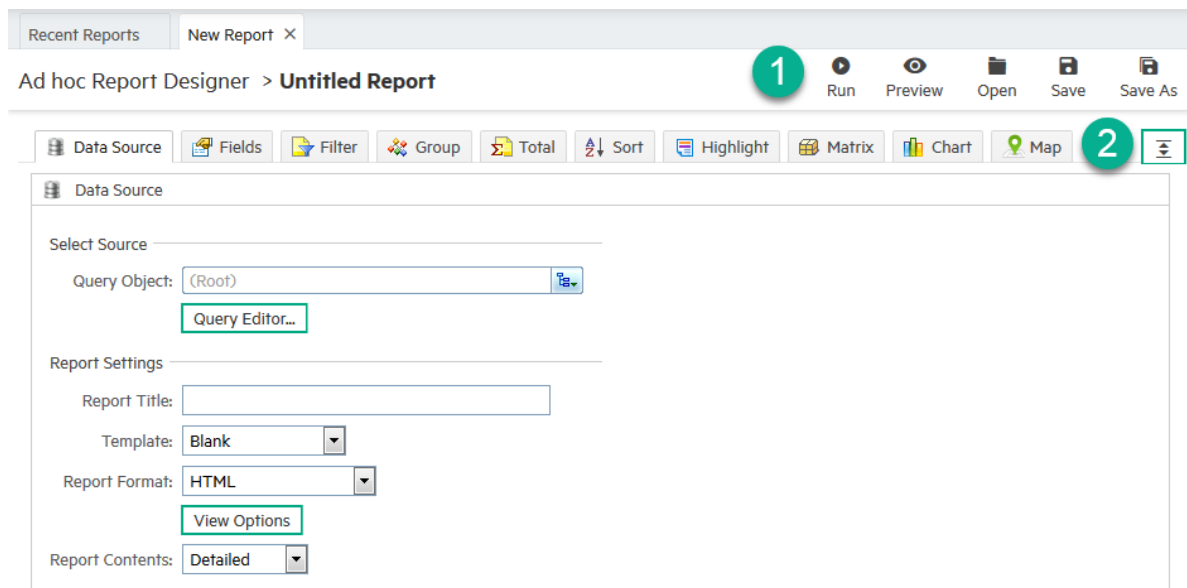 Recent Reports New Report ×
Ad hoc Report Designer > Untitled Report 1 Run Preview Open Save Save As
Data Source Fields Filter Group Total Sort Highlight Matrix Chart Map 2
Data Source
Select Source
Query Object: (Root)
Query Editor...
Report Settings
Report Title:
Template: Blank
Report Format: HTML
View Options
Report Contents: Detailed